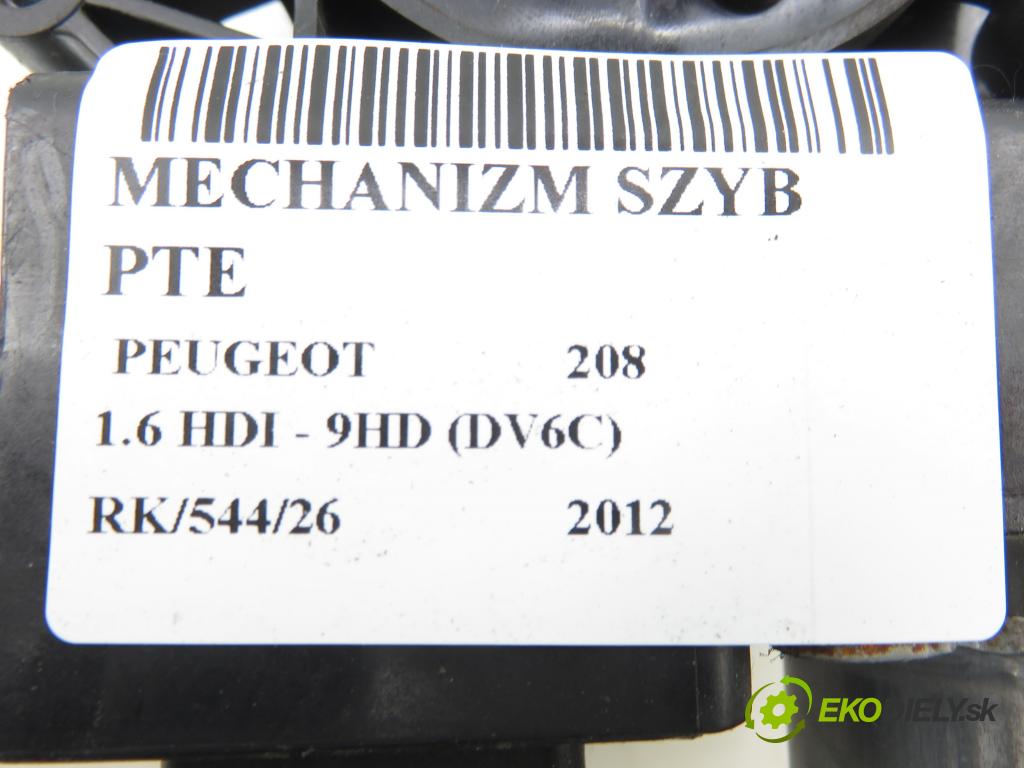 MECHANIZM SZYB
PTE
PEUGEOT 208
1.6 HDI - 9HD (DV6C)
RK/544/26 2012
EKODIELY.sk